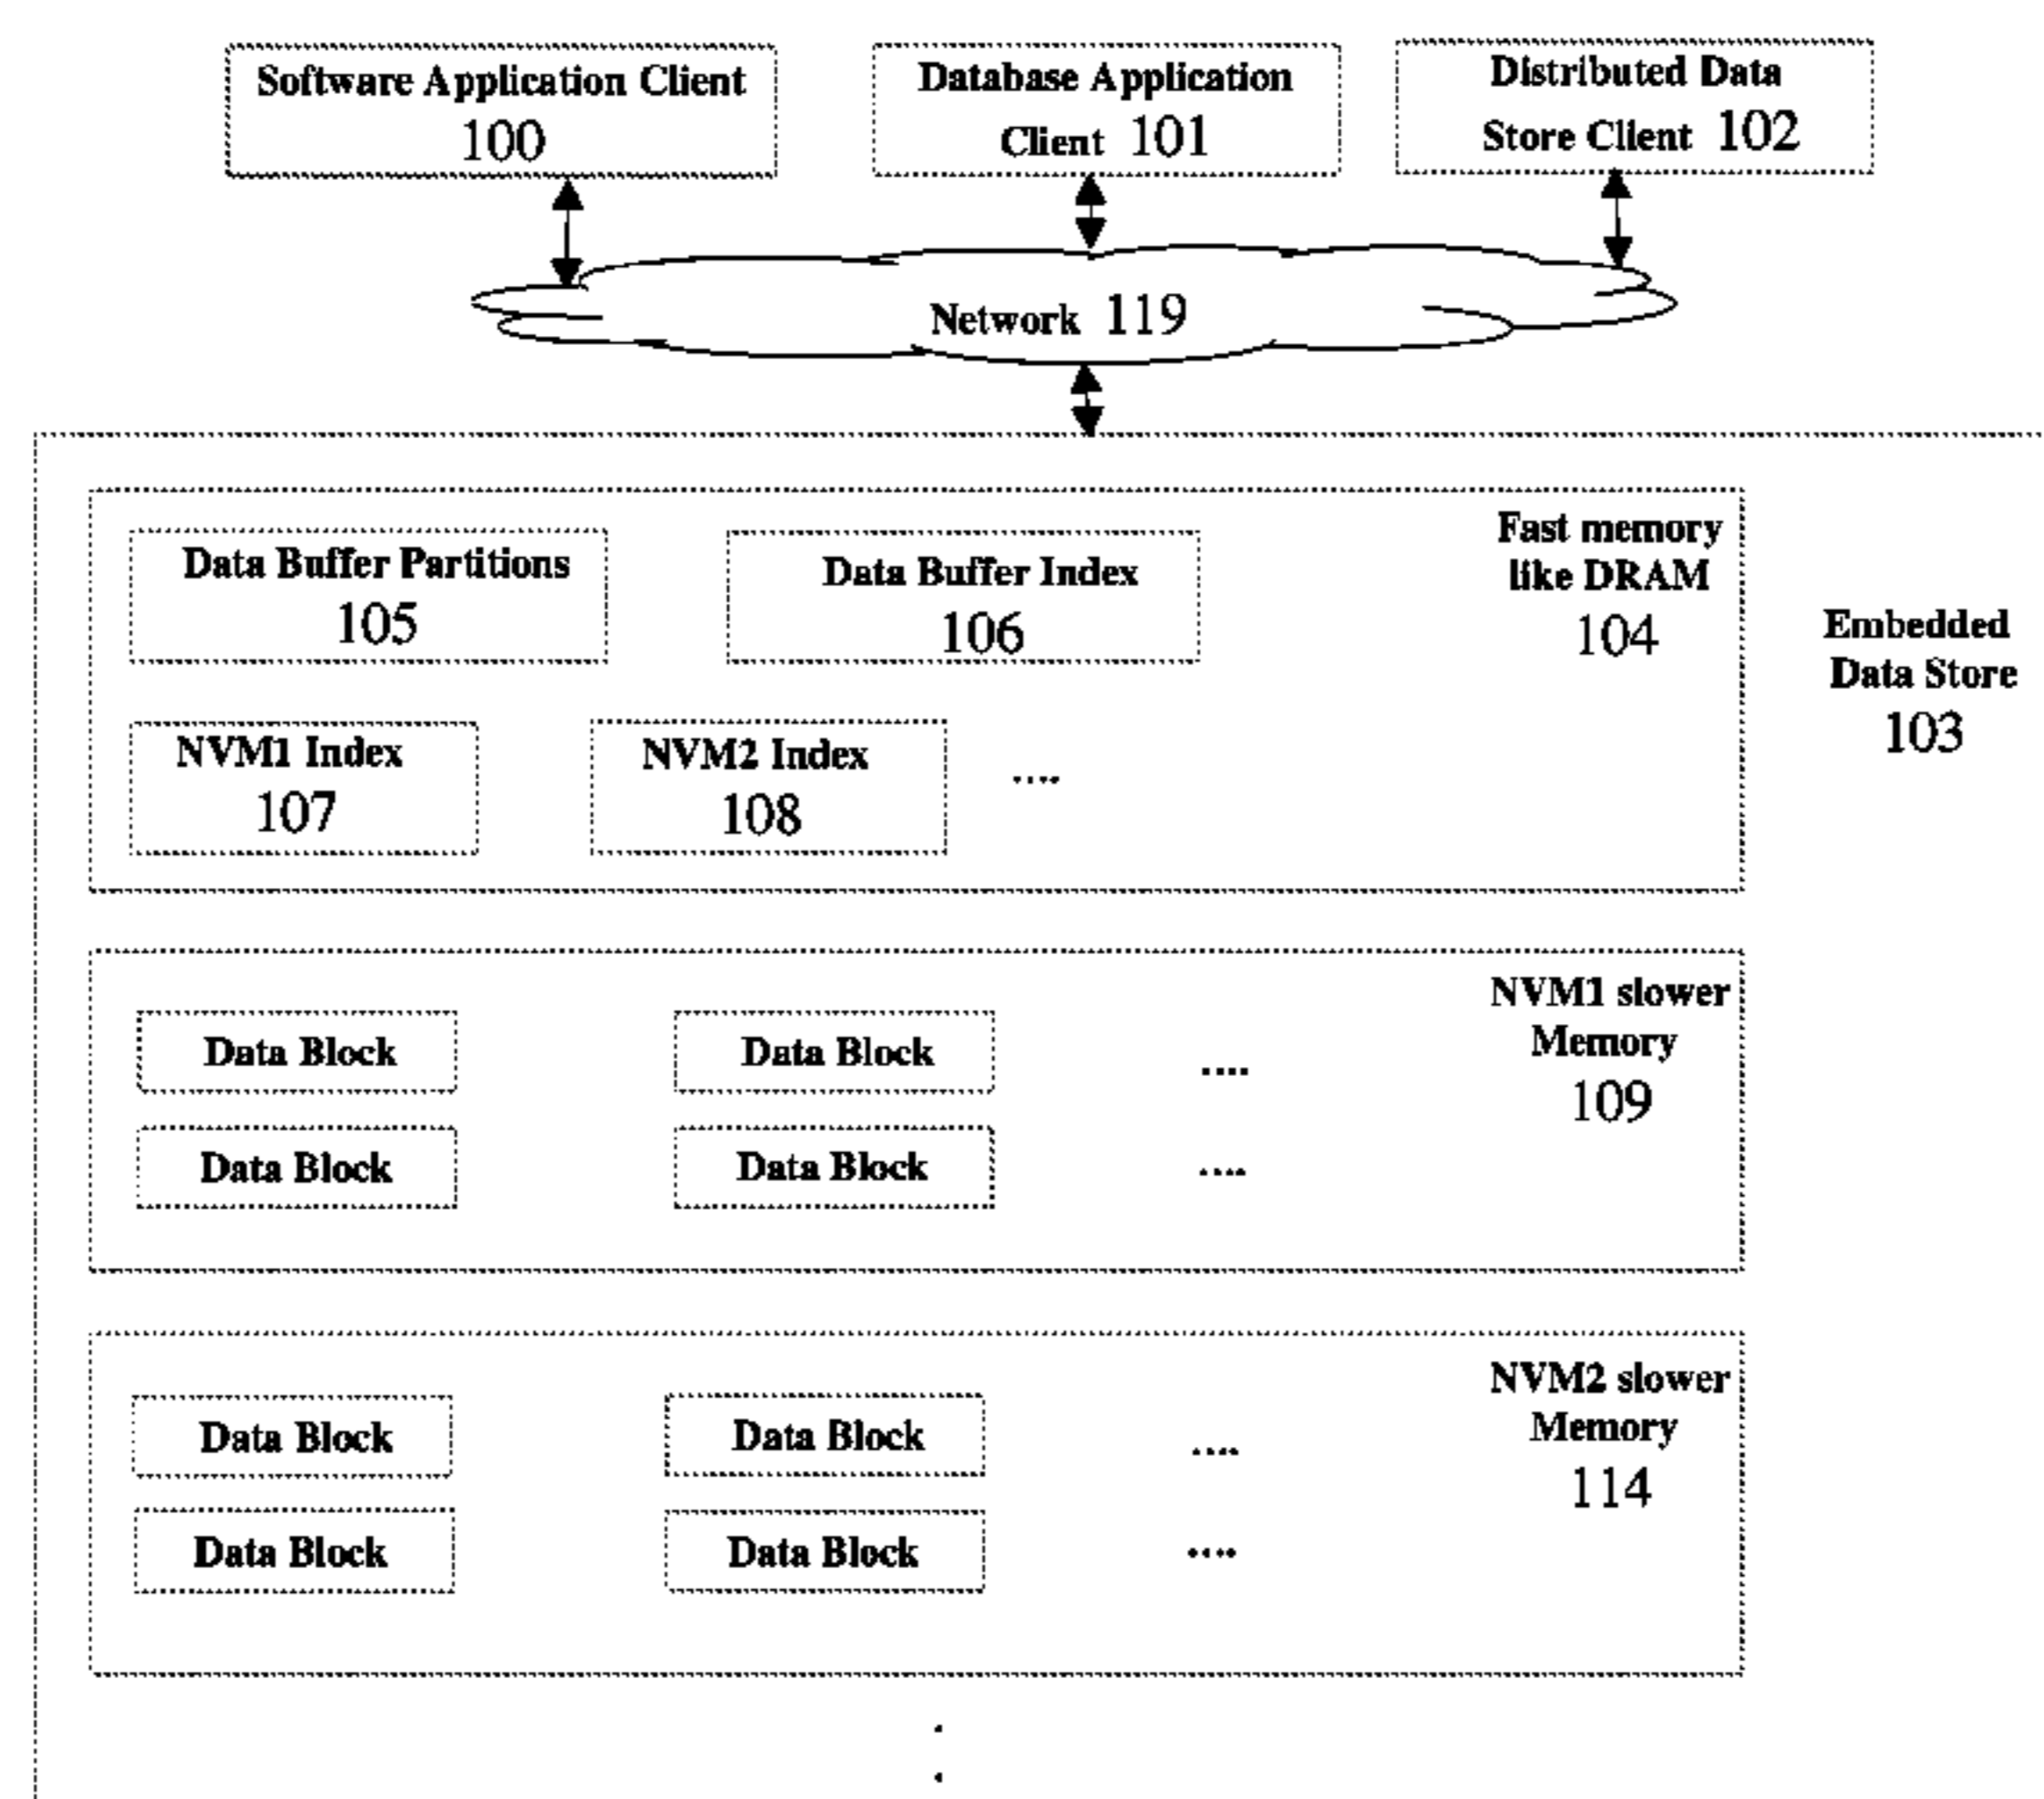 Software Application Client
100
Database Application
Client 101
Distributed Data
Store Client 102
Network 119
Data Buffer Partitions
105
Data Buffer Index
106
Fast memory
like DRAM
104
Embedded
Data Store
103
NVM1 Index
107
NVM2 Index
108
....
NVM1 slower
Memory
109
Data Block
Data Block
....
Data Block
Data Block
....
NVM2 slower
Memory
114
Data Block
Data Block
....
Data Block
Data Block
....